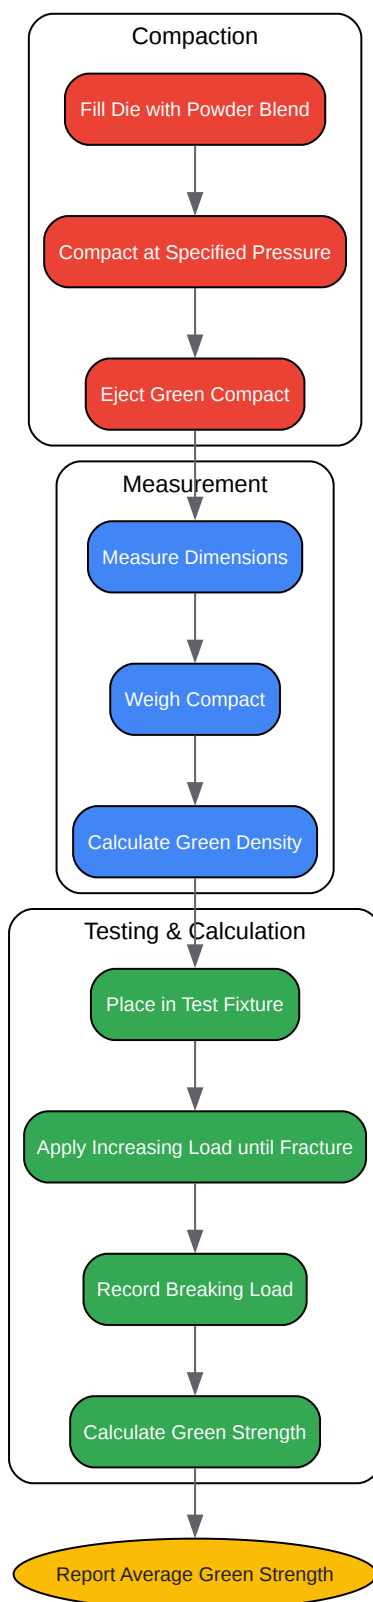 Compaction
Fill Die with Powder Blend
Compact at Specified Pressure
Eject Green Compact
Measurement
Measure Dimensions
Weigh Compact
Calculate Green Density
Testing & Calculation
Place in Test Fixture
Apply Increasing Load until Fracture
Record Breaking Load
Calculate Green Strength
Report Average Green Strength